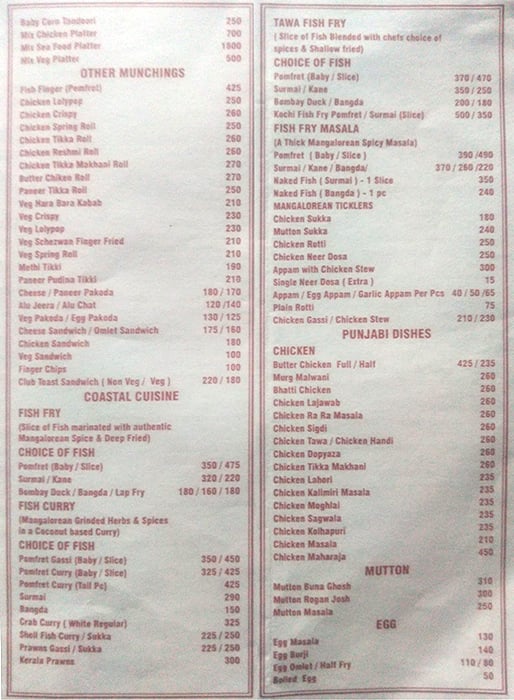 Baby Corn Tandoori 250
Mix Chicken Platter 700
Mix Sea Food Platter 1500
Mix Veg Platter 500
OTHER MUNCHINGS
Fish Finger (Pomfret) 425
Chicken Lolypop 250
Chicken Crispy 260
Chicken Spring Roll 250
Chicken Tikka Roll 260
Chicken Reshmi Roll 260
Chicken Tikka Makhani Roll 270
Butter Chiken Roll 270
Paneer Tikka Roll 250
Veg Hara Bara Kabab 210
Veg Crispy 230
Veg Lolypop 230
Veg Schezwan Finger Fried 210
Veg Spring Roll 210
Methi Tikki 190
Paneer Pudina Tikki 210
Cheese / Paneer Pakoda 180 / 170
Alu Jeera / Alu Chat 120 /140
Veg Pakoda / Egg Pakoda 130 / 125
Cheese Sandwich / Omlet Sandwich 175 / 160
Chicken Sandwich 180
Veg Sandwich 100
Finger Chips 100
Club Toast Sandwich ( Non Veg / Veg ) 220 / 180
COASTAL CUISINE
FISH FRY
(Slice of Fish marinated with authentic
Mangalorean Spice & Deep Fried)
CHOICE OF FISH
Pomfret (Baby / Slice) 350 / 475
Surmai / Kane 320 / 220
Bombay Duck / Bangda / Lap Fry 180 / 160 / 180
FISH CURRY
(Mangalorean Grinded Herbs & Spices
in a Coconut based Curry)
CHOICE OF FISH
Pomfret Gassi (Baby / Slice) 350 / 450
Pomfret Curry (Baby / Slice) 325 / 425
Pomfret Curry (Tail Pc) 425
Surmai 290
Bangda 150
Crab Curry ( White Regular) 325
Shell Fish Curry / Sukka 225 / 250
Prawns Gassi / Sukka 225 / 250
Kerala Prawns 300
TAWA FISH FRY
( Slice of Fish Blended with chefs choice of
spices & Shallow fried)
CHOICE OF FISH
Pomfret (Baby / Slice) 370 / 470
Surmai / Kane 350 / 250
Bombay Duck / Bangda 200 / 180
Kochi Fish Fry Pomfret / Surmai (Slice) 500 / 350
FISH FRY MASALA
(A Thick Mangalorean Spicy Masala)
Pomfret ( Baby / Slice ) 390 /490
Surmai / Kane / Bangda/ 370 / 260 /220
Naked Fish ( Surmai ) - 1 Slice 350
Naked Fish ( Bangda ) - 1 pc 240
MANGALOREAN TICKLERS
Chicken Sukka 180
Mutton Sukka 240
Chicken Rotti 250
Chicken Neer Dosa 250
Appam with Chicken Stew 300
Single Neer Dosa ( Extra ) 15
Appam / Egg Appam / Garlic Appam Per Pcs 40 / 50 /65
Plain Rotti 75
Chicken Gassi / Chicken Stew 210 / 230
PUNJABI DISHES
CHICKEN
Butter Chicken Full / Half 425 / 235
Murg Malwani 260
Bhatti Chicken 260
Chicken Lajawab 260
Chicken Ra Ra Masala 260
Chicken Sigdi 260
Chicken Tawa / Chicken Handi 260
Chicken Dopyaza 260
Chicken Tikka Makhani 260
Chicken Lahori 235
Chicken Kalimiri Masala 235
Chicken Moghlai 235
Chicken Sagwala 235
Chicken Kolhapuri 235
Chicken Masala 210
Chicken Maharaja 450
MUTTON
Mutton Buna Ghosh 310
Mutton Rogan Josh 300
Mutton Masala 250
EGG
Egg Masala 130
Egg Burji 140
Egg Omlet / Half Fry 110 / 80
Boiled Egg 50